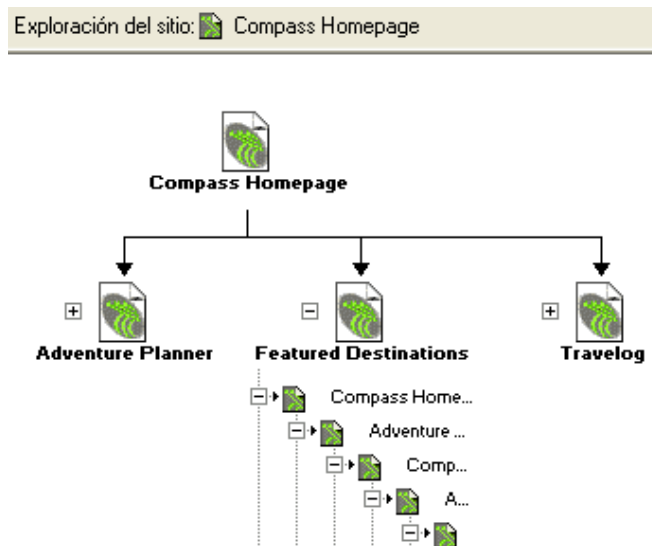 Exploración del sitio: Compass Homepage
Compass Homepage
Adventure Planner Featured Destinations Travelog
Compass Home...
Adventure ...
Comp...
A...